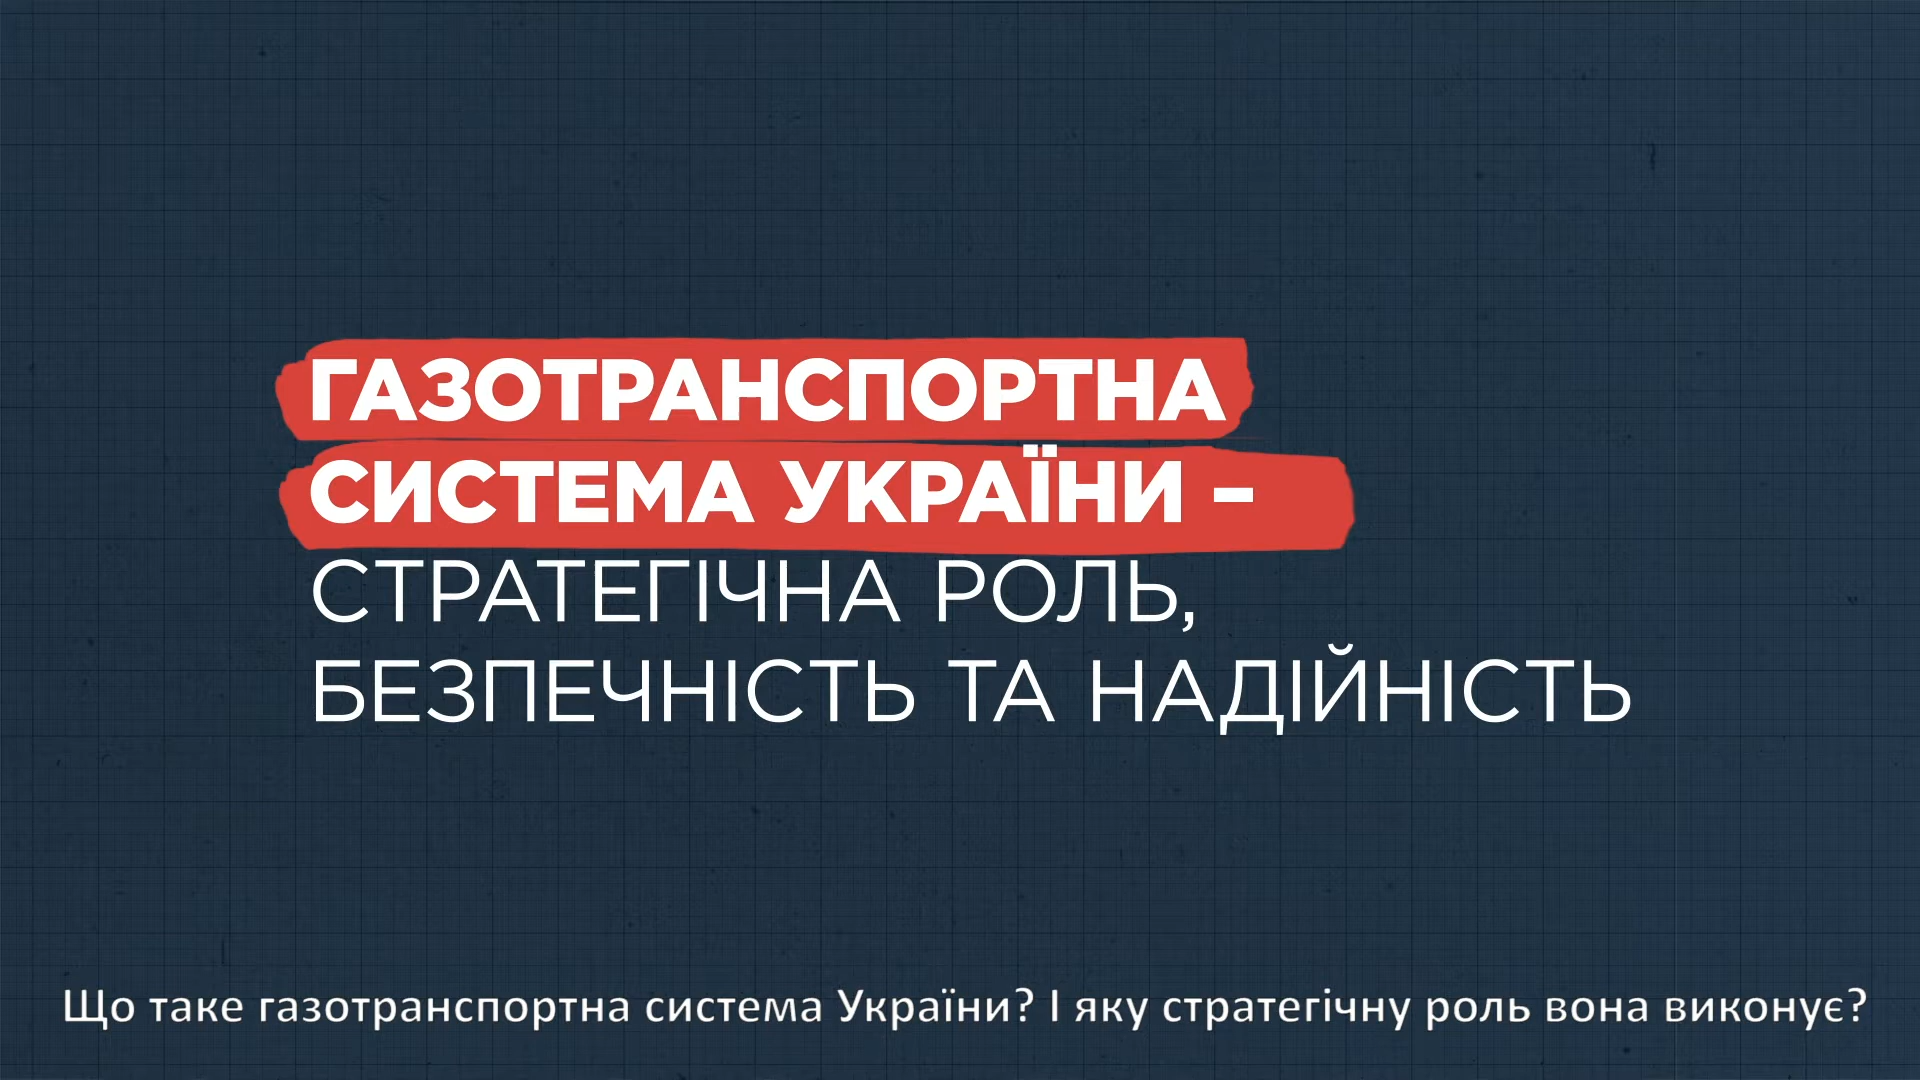 ГАЗОТРАНСПОРТНА
СИСТЕМА УКРАЇНИ –
СТРАТЕГІЧНА РОЛЬ,
БЕЗПЕЧНІСТЬ ТА НАДІЙНІСТЬ
Що таке газотранспортна система України? І яку стратегічну роль вона виконує?